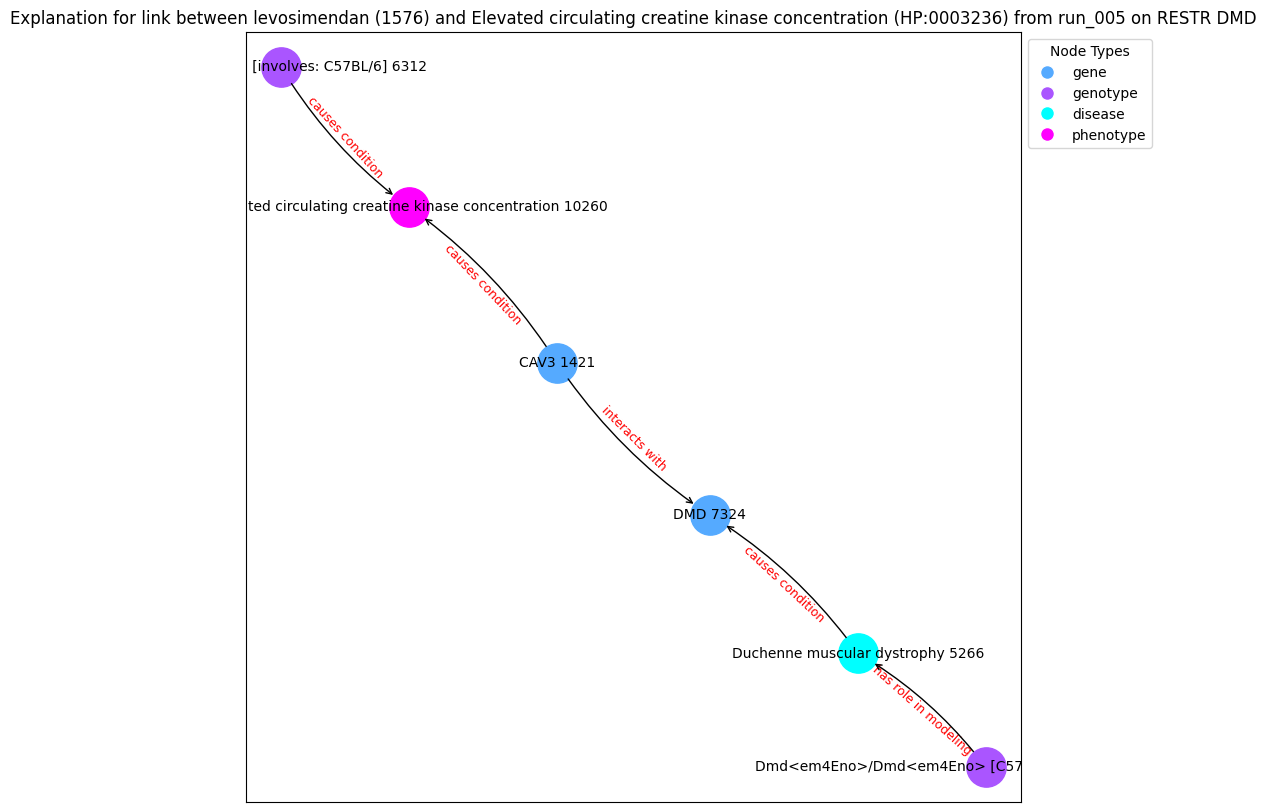 Explanation for link between levosimendan (1576) and Elevated circulating creatine kinase concentration (HP:0003236) from run_005 on RESTR DMD
Node Types
gene
genotype
disease
phenotype
[involves: C57BL/6] 6312
causes condition
ted circulating creatine kinase concentration 10260
causes condition
CAV3 1421
interacts with
DMD 7324
causes condition
Duchenne muscular dystrophy 5266
has role in modeling
Dmd<em4Eno>/Dmd<em4Eno> [C57